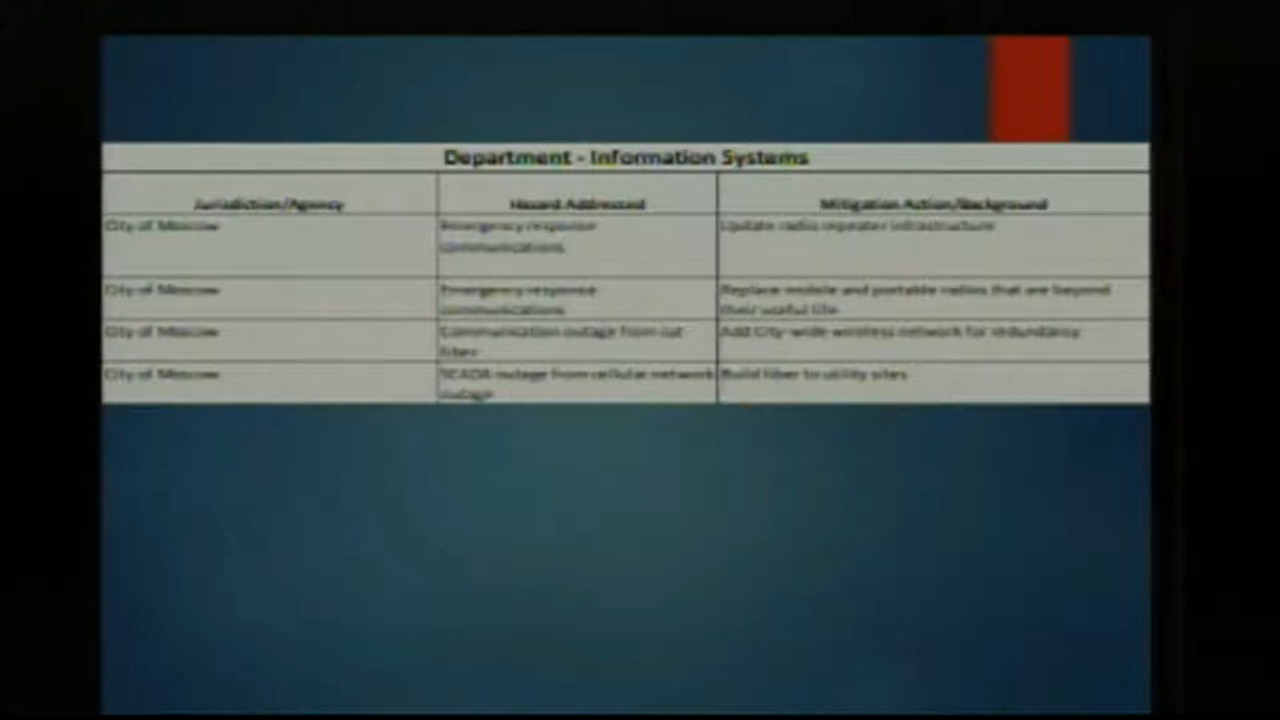 Department - Information Systems
Jurisdiction/Agency
Hazard Addressed
Mitigation Action/Background
City of Moscow
Emergency response
communications
Update radio repeater infrastructure
City of Moscow
Emergency response
communications
Replace mobile and portable radios that are beyond
their useful life
City of Moscow
Communication outage from cut
fiber
Add City-wide wireless network for redundancy
City of Moscow
SCADA outage from cellular network
outage
Build fiber to utility sites